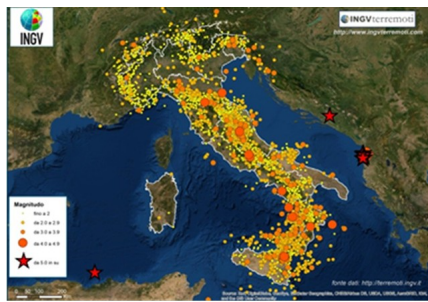 INGV
INGVterremoti
http://www.ingvterremoti.com
Magnitudo
fino a 2
da 2.0 a 2.9
da 3.0 a 3.9
da 4.0 a 4.9
da 5.0 in su
fonte dati: http://terremoti.ingv.it